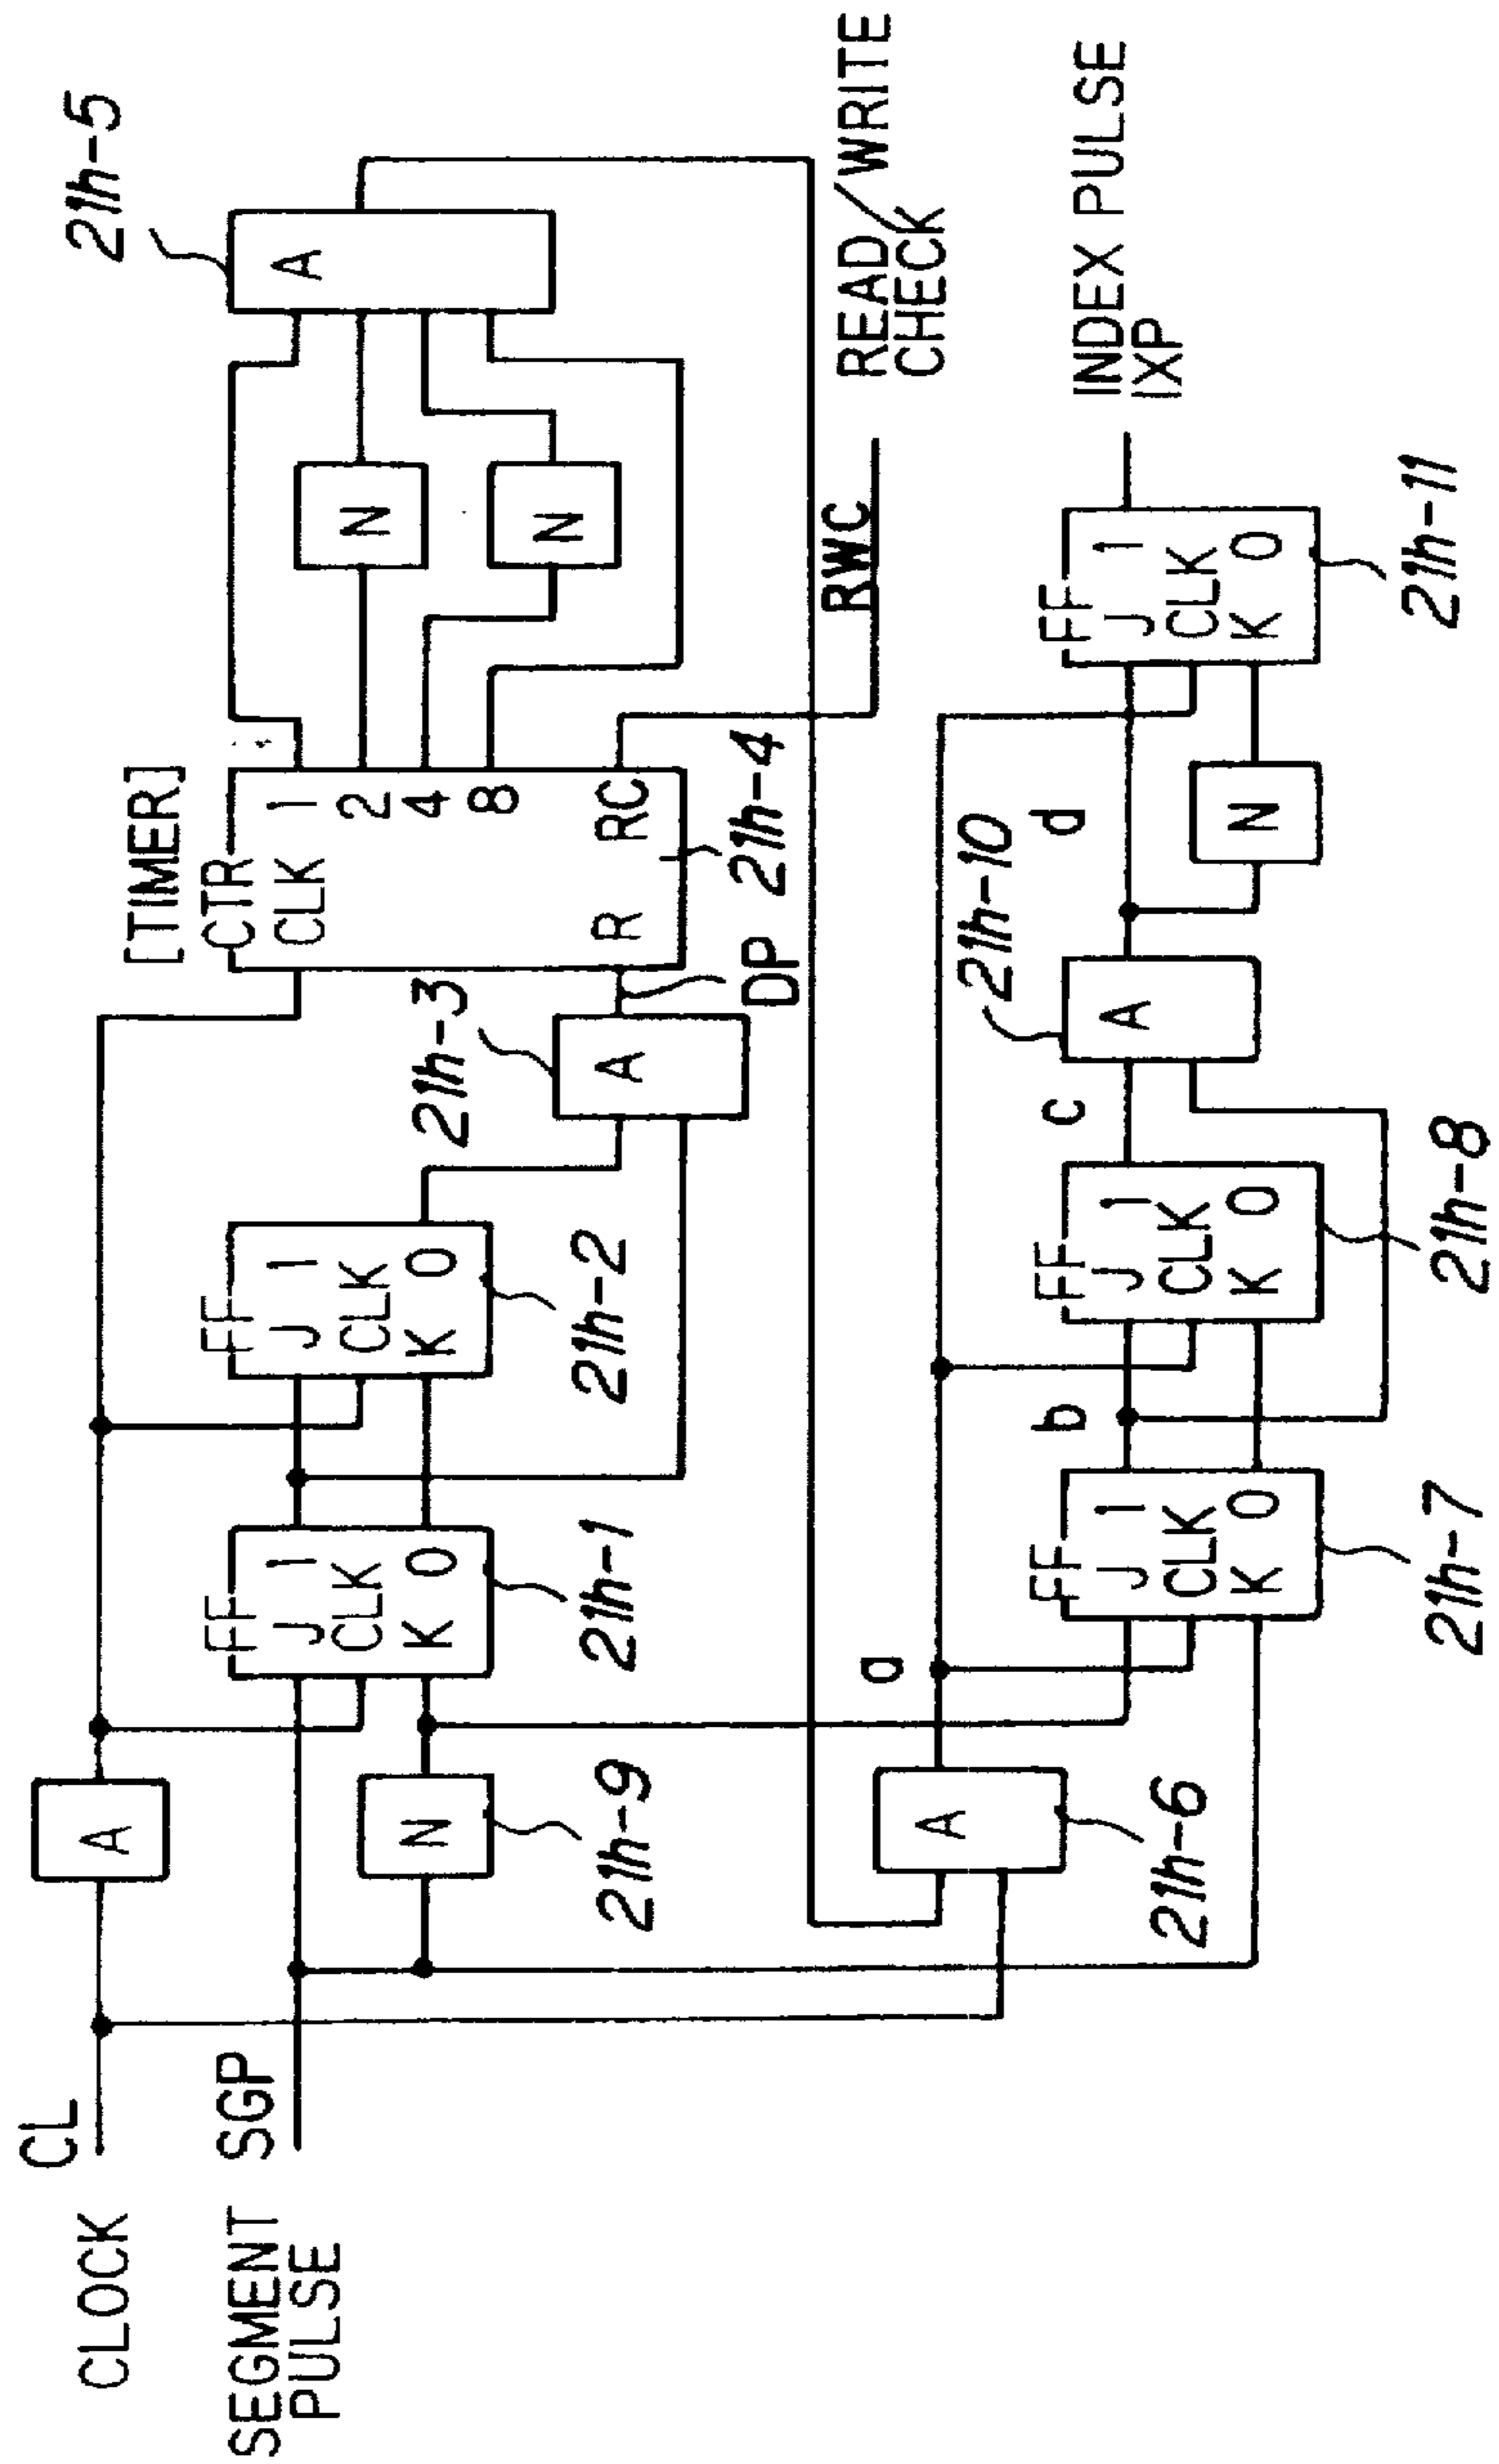 CLOCK CL
SEGMENT SGP
PULSE
A
N
21h-9
FF
J 1
CLK
K 0
21h-1
FF
J 1
CLK
K 0
21h-2
A
21h-3
DP
[TIMER]
CTR
CLK 1
2
4
8
R RC
21h-4
N
N
A
21h-5
RWC
READ/WRITE
CHECK
A
21h-6
a
FF
J 1
CLK
K 0
21h-7
b
FF
J 1
CLK
K 0
21h-8
c
A
21h-10
d
N
FF
J 1
CLK
K 0
21h-11
INDEX PULSE
IXP